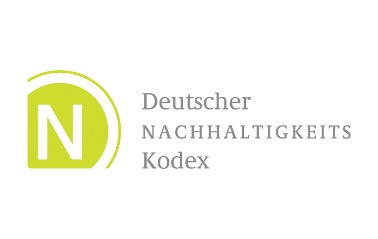 N
Deutscher
NACHHALTIGKEITS
Kodex